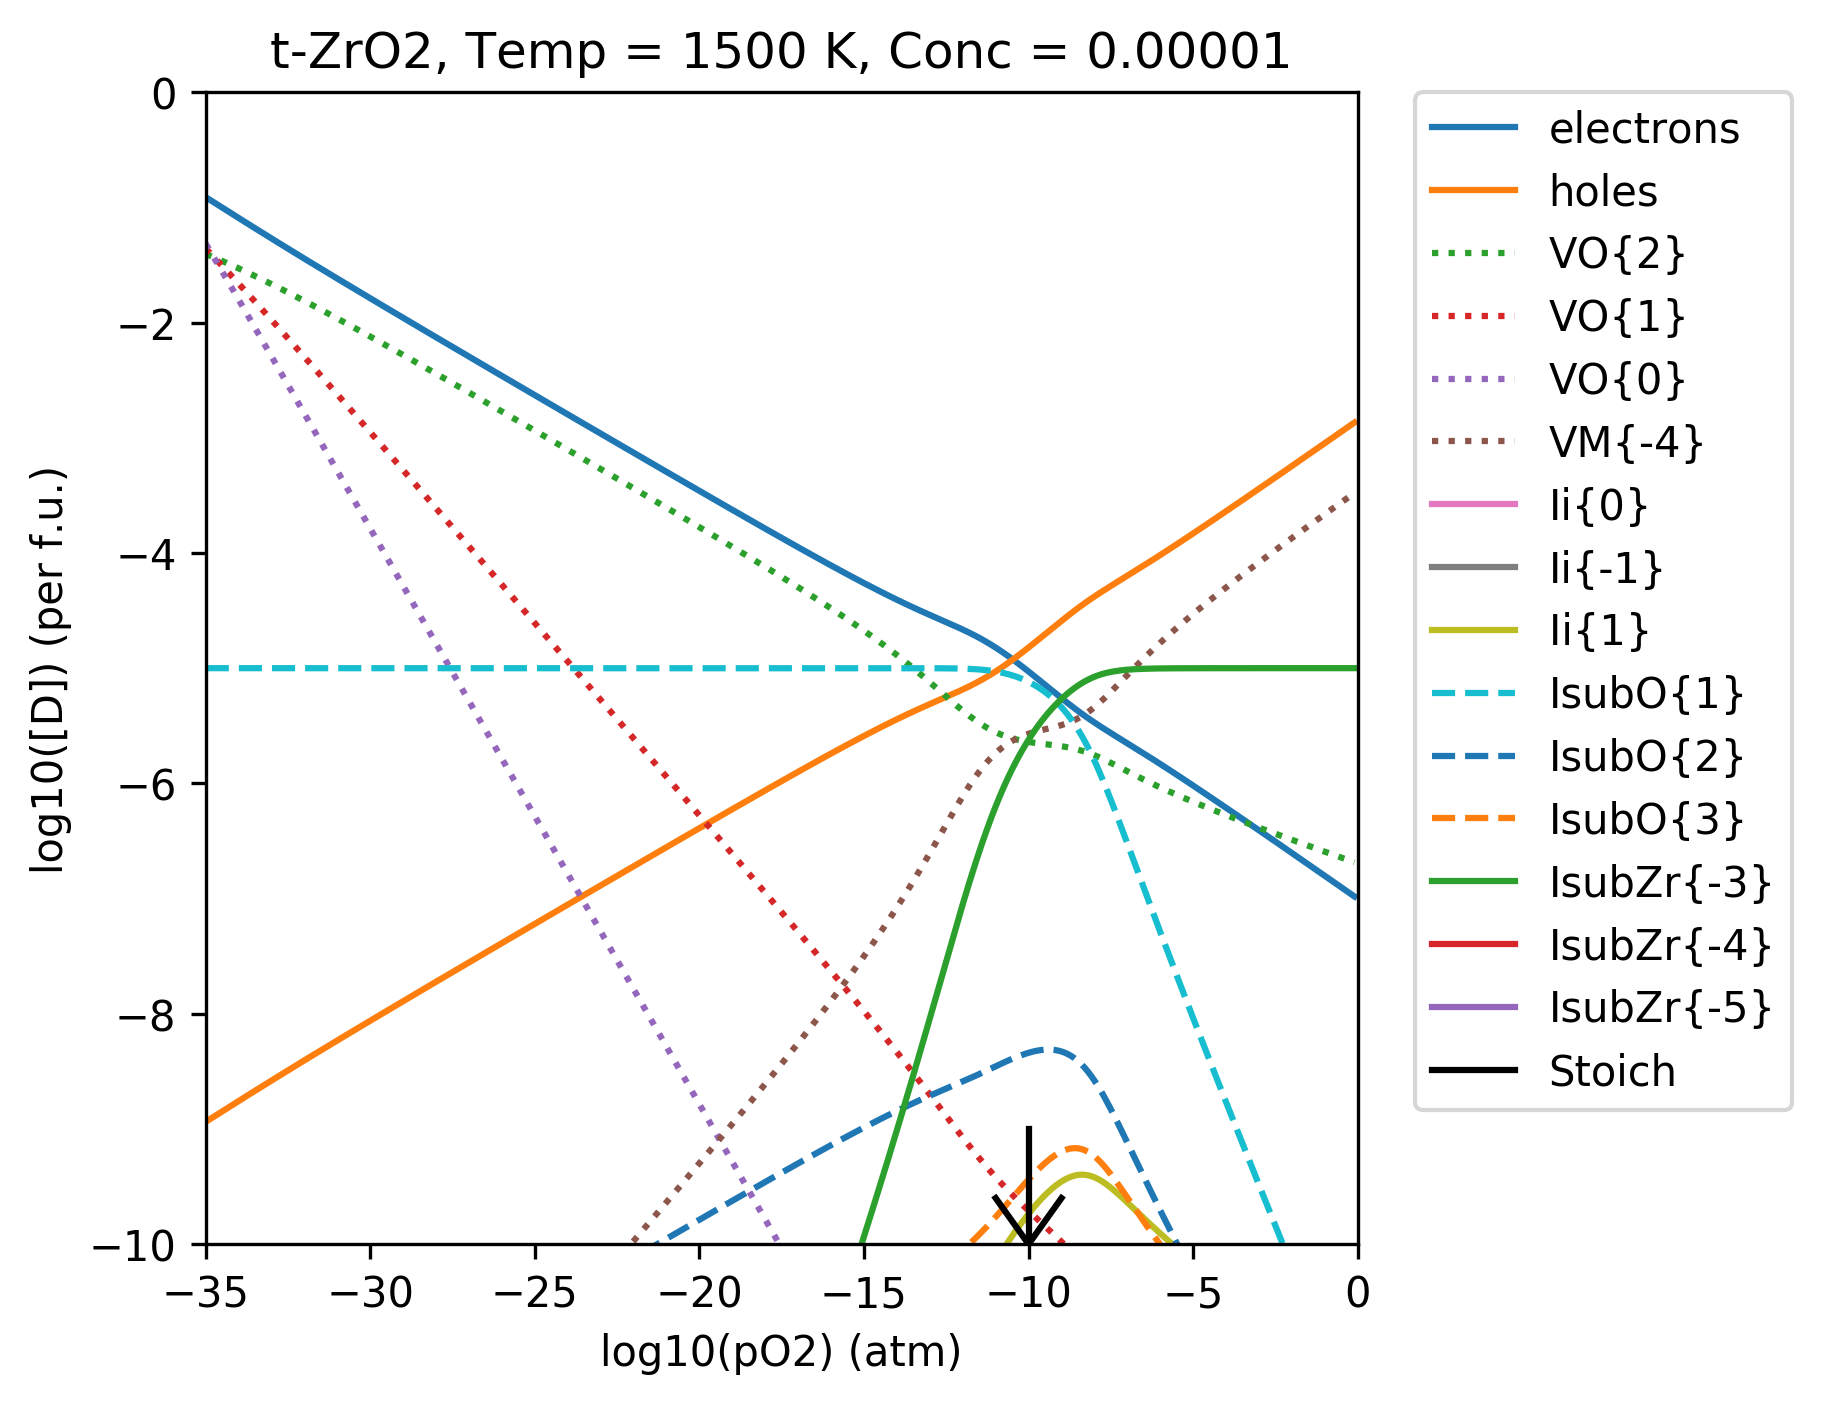 t-ZrO2, Temp = 1500 K, Conc = 0.00001
log10([D]) (per f.u.)
0
−2
−4
−6
−8
−10
−35
−30
−25
−20
−15
−10
−5
0
log10(pO2) (atm)
electrons
holes
VO{2}
VO{1}
VO{0}
VM{-4}
Ii{0}
Ii{-1}
Ii{1}
IsubO{1}
IsubO{2}
IsubO{3}
IsubZr{-3}
IsubZr{-4}
IsubZr{-5}
Stoich